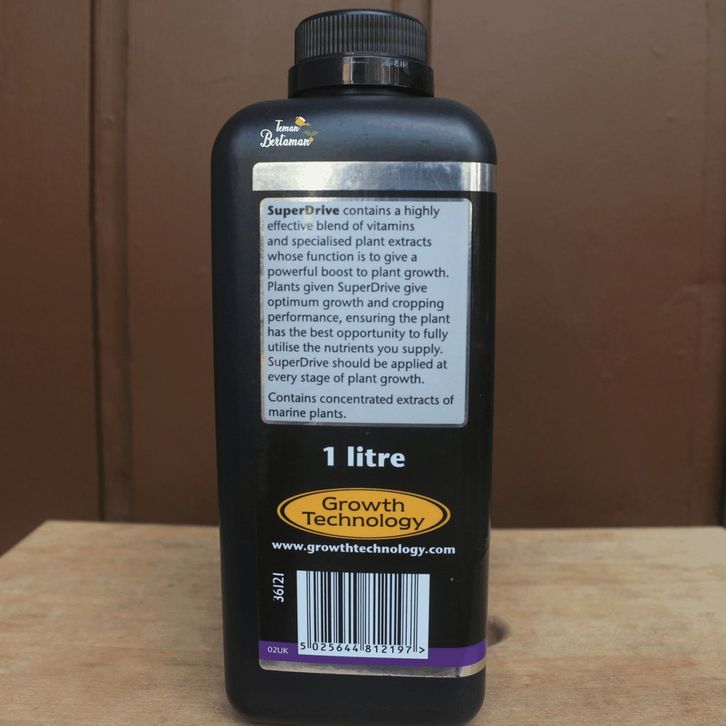 Teman
Bertaman
SuperDrive contains a highly
effective blend of vitamins
and specialised plant extracts
whose function is to give a
powerful boost to plant growth.
Plants given SuperDrive give
optimum growth and cropping
performance, ensuring the plant
has the best opportunity to fully
utilise the nutrients you supply.
SuperDrive should be applied at
every stage of plant growth.
Contains concentrated extracts of
marine plants.
1 litre
Growth
Technology
www.growthtechnology.com
36121
02UK
5 025644 812197 >